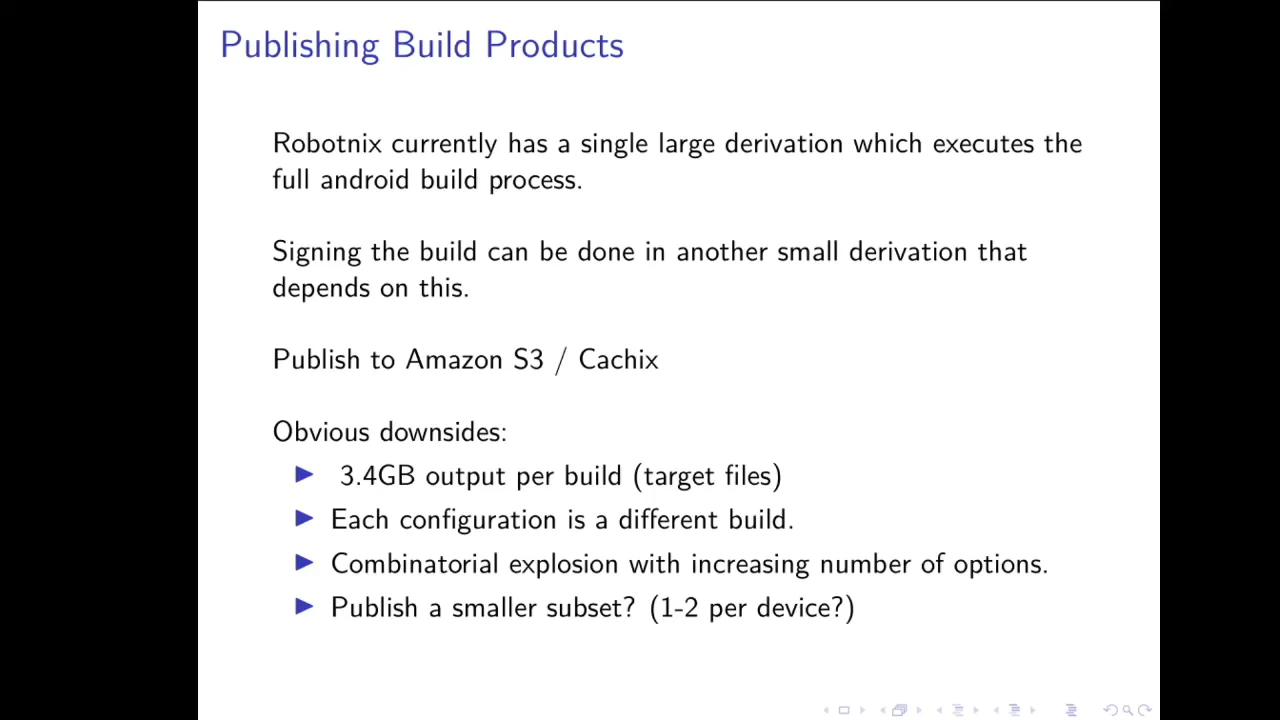 Publishing Build Products
Robotnix currently has a single large derivation which executes the
full android build process.
Signing the build can be done in another small derivation that
depends on this.
Publish to Amazon S3 / Cachix
Obvious downsides:
3.4GB output per build (target files)
Each configuration is a different build.
Combinatorial explosion with increasing number of options.
Publish a smaller subset? (1-2 per device?)